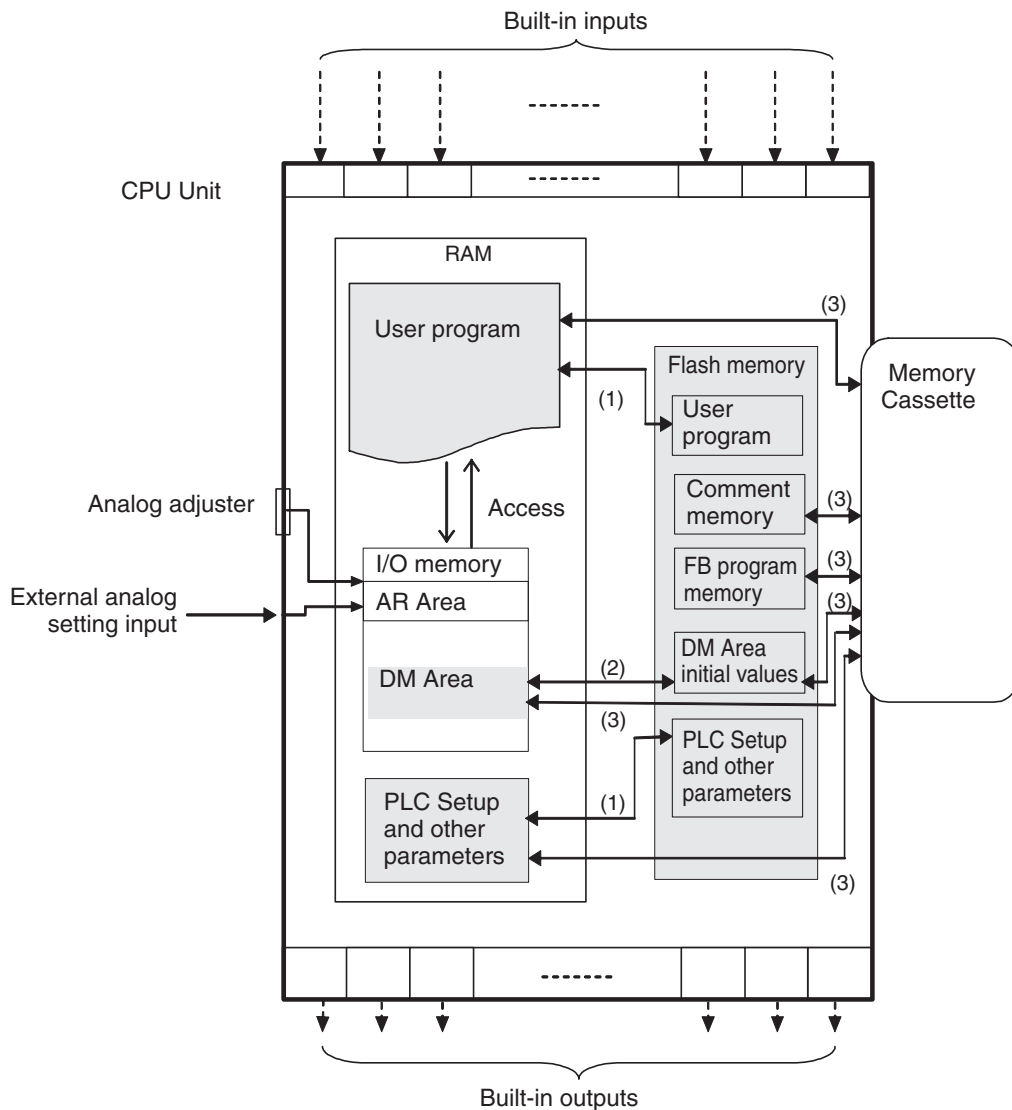 Built-in inputs
CPU Unit
RAM
User program
(3)
Flash memory
Memory
Cassette
(1)
User
program
Analog adjuster
Access
Comment
memory
(3)
I/O memory
FB program
memory
(3)
External analog
setting input
AR Area
(3)
DM Area
(2)
DM Area
initial values
(3)
PLC Setup
and other
parameters
PLC Setup
and other
parameters
(1)
(3)
Built-in outputs